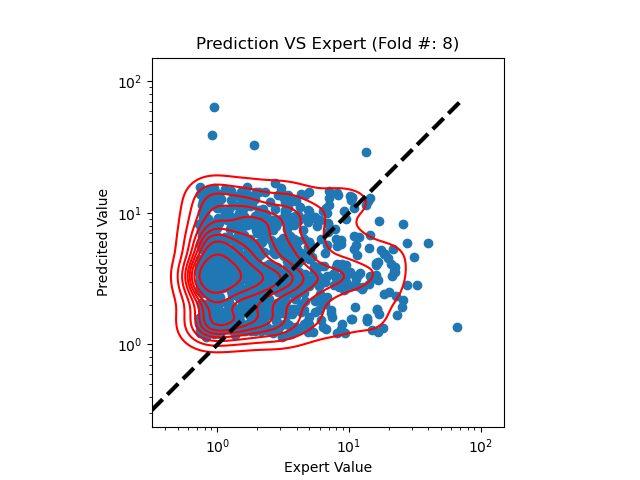 Prediction VS Expert (Fold #: 8)
10²
10¹
10⁰
Predcited Value
10⁰ 10¹ 10²
Expert Value